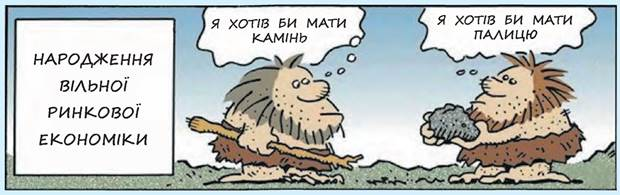 НАРОДЖЕННЯ
ВІЛЬНОЇ
РИНКОВОЇ
ЕКОНОМІКИ
Я ХОТІВ БИ МАТИ
КАМІНЬ
Я ХОТІВ БИ МАТИ
ПАЛИЦЮ